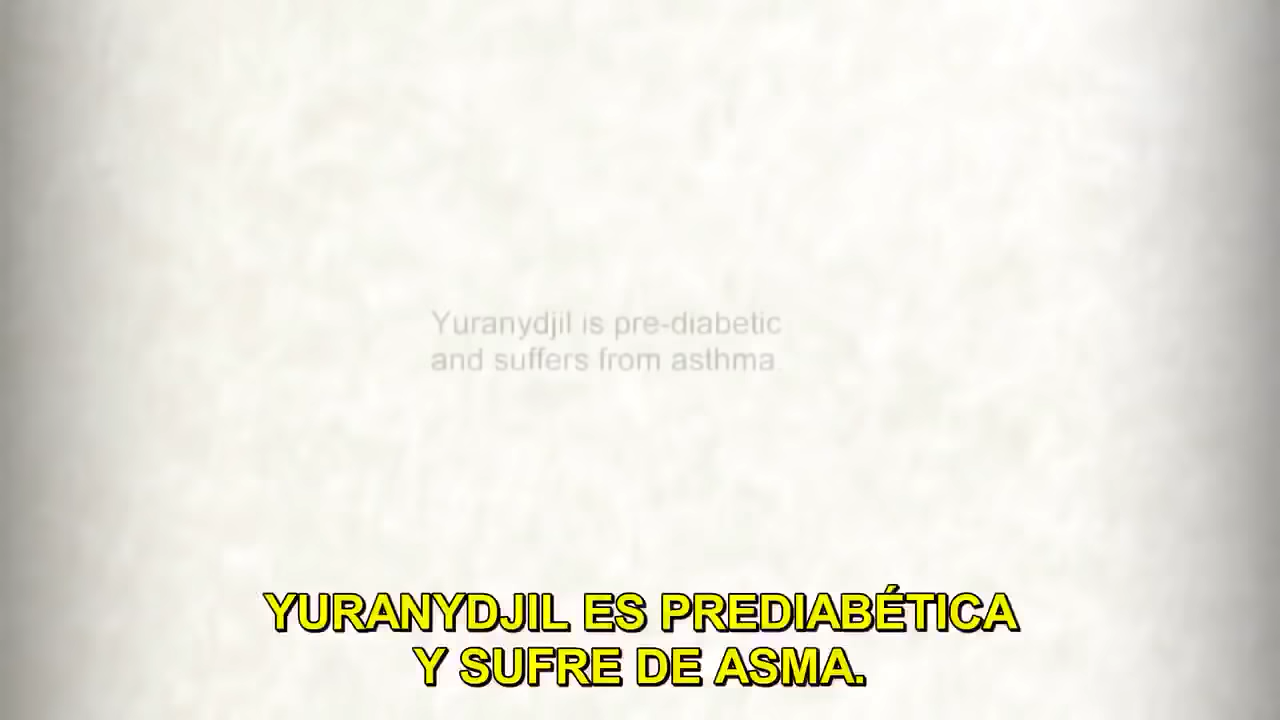 Yuranydjil is pre-diabetic
and suffers from asthma
YURANYDJIL ES PREDIABÉTICA
Y SUFRE DE ASMA.